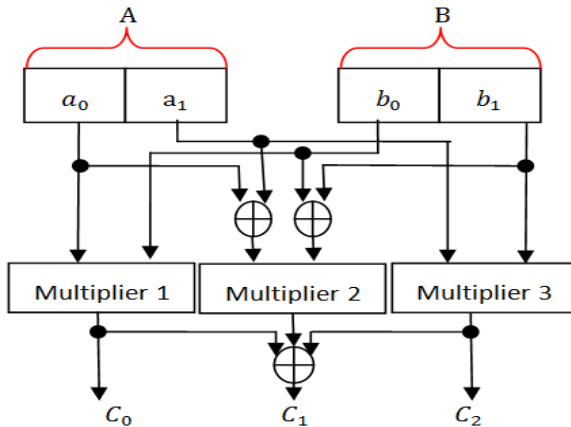 A B
a₀ a₁ b₀ b₁
Multiplier 1 Multiplier 2 Multiplier 3
C₀ C₁ C₂